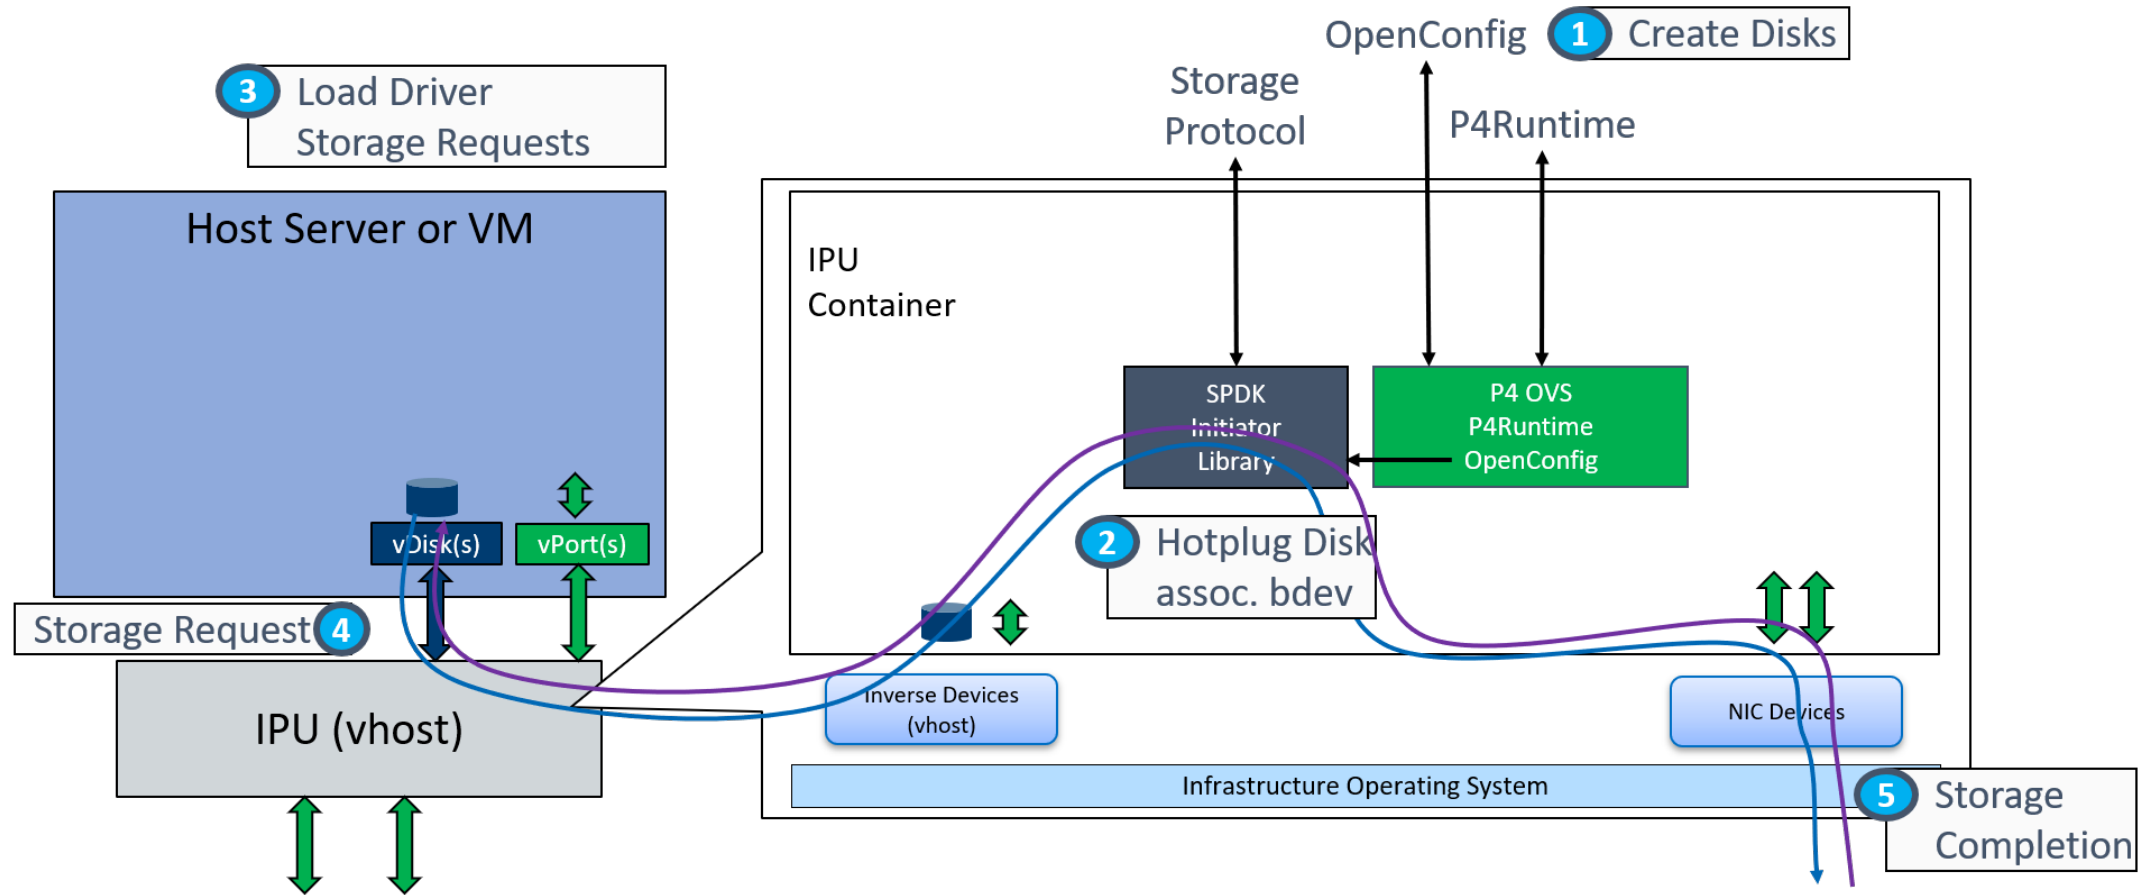 OpenConfig
1 Create Disks
Storage
Protocol
P4Runtime
3 Load Driver
Storage Requests
Host Server or VM
IPU
Container
SPDK
Initiator
Library
P4 OVS
P4Runtime
OpenConfig
vDisk(s)
vPort(s)
2 Hotplug Disk
assoc. bdev
Storage Request 4
IPU (vhost)
Inverse Devices
(vhost)
NIC Devices
Infrastructure Operating System
5 Storage
Completion